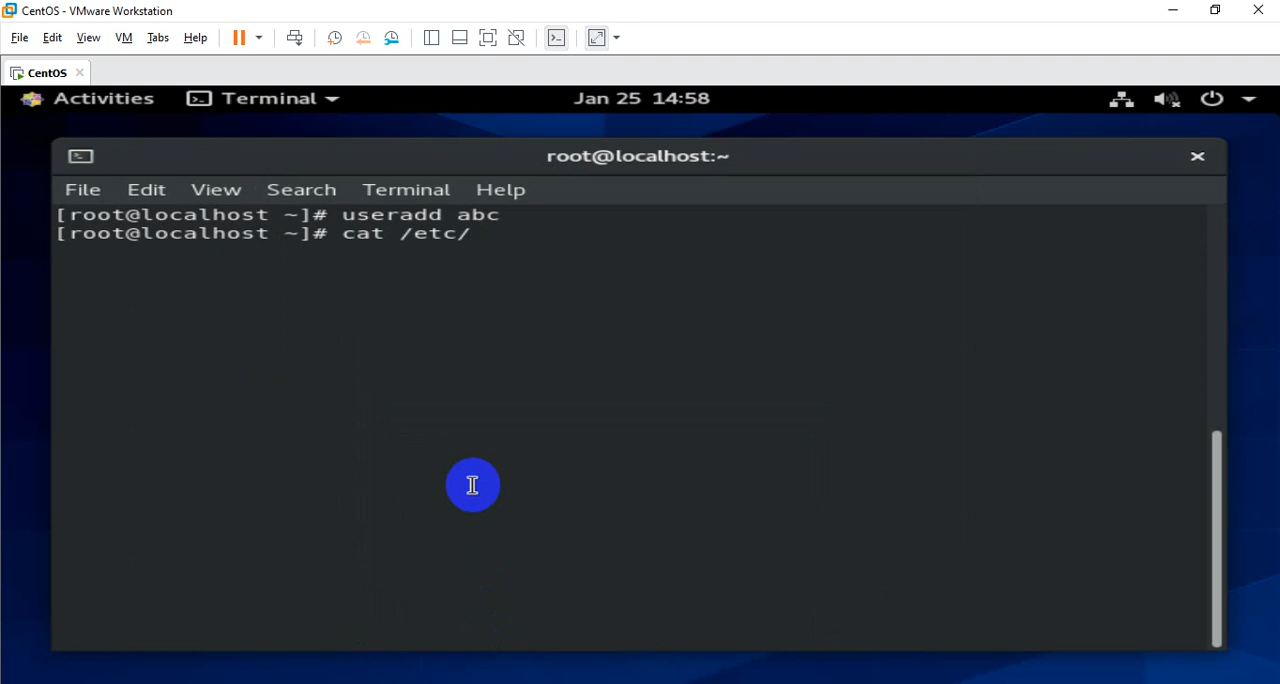 CentOS - VMware Workstation
File Edit View VM Tabs Help
CentOS
Activities Terminal Jan 25 14:58
root@localhost:~
File Edit View Search Terminal Help
[root@localhost ~]# useradd abc
[root@localhost ~]# cat /etc/